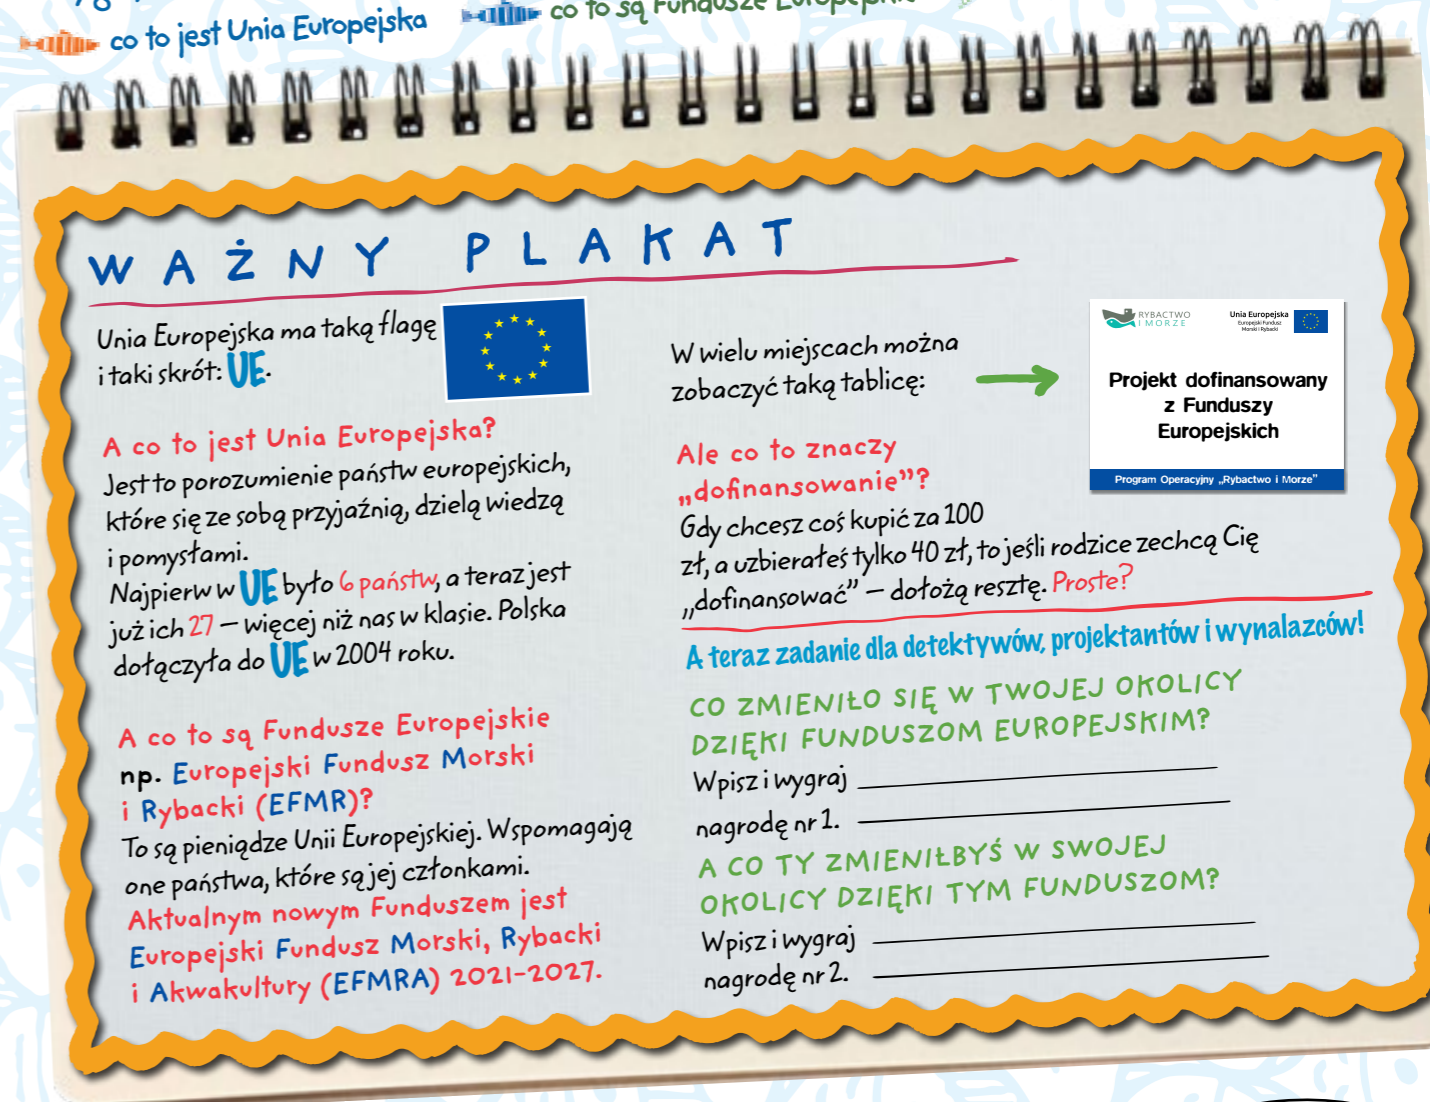 co to jest Unia Europejska
co to są Fundusze
WAŻNY PLAKAT
Unia Europejska ma taką flagę
i taki skrót: UE.
A co to jest Unia Europejska?
Jest to porozumienie państw europejskich,
które się ze sobą przyjaźnią, dzielą wiedzą
i pomysłami.
Najpierw w UE było 6 państw, a teraz jest
już ich 27 – więcej niż nas w klasie. Polska
dołączyła do UE w 2004 roku.
A co to są Fundusze Europejskie
np. Europejski Fundusz Morski
i Rybacki (EFMR)?
To są pieniądze Unii Europejskiej. Wspomagają
one państwa, które są jej członkami.
Aktualnym nowym Funduszem jest
Europejski Fundusz Morski, Rybacki
i Akwakultury (EFMRA) 2021-2027.
W wielu miejscach można
zobaczyć taką tablicę:
RYBACTWO
I MORZE
Unia Europejska
Europejski Fundusz
Morski i Rybacki
Projekt dofinansowany
z Funduszy
Europejskich
Program Operacyjny „Rybactwo i Morze”
Ale co to znaczy
„dofinansowanie”?
Gdy chcesz coś kupić za 100
zł, a uzbierałeś tylko 40 zł, to jeśli rodzice zechcą Cię
„dofinansować” – dołożą resztę. Proste?
A teraz zadanie dla detektywów, projektantów i wynalazców!
CO ZMIENIŁO SIĘ W TWOJEJ OKOLICY
DZIĘKI FUNDUSZOM EUROPEJSKIM?
Wpisz i wygraj
nagrodę nr 1.
A CO TY ZMIENIŁBYŚ W SWOJEJ
OKOLICY DZIĘKI TYM FUNDUSZOM?
Wpisz i wygraj
nagrodę nr 2.